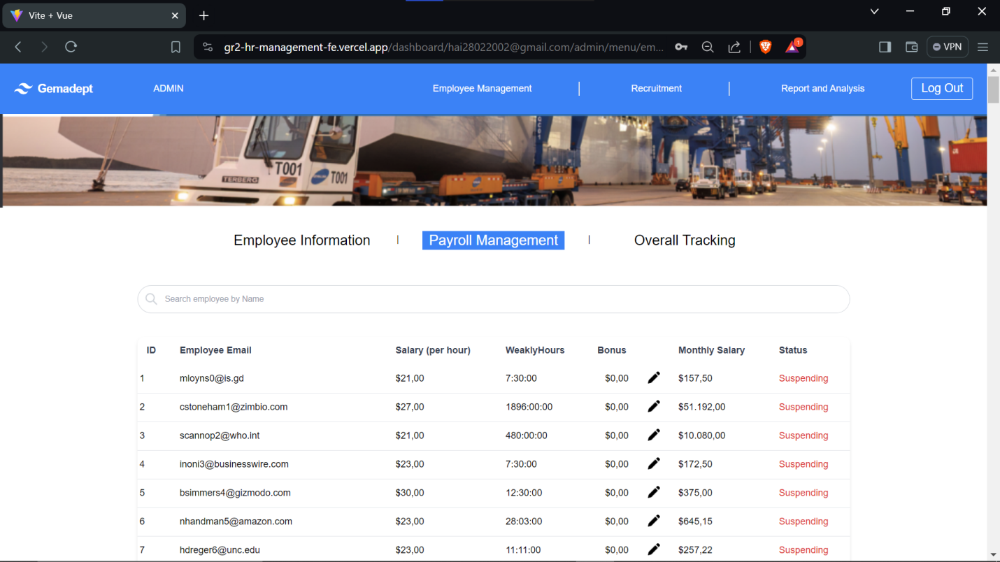 Vite + Vue
gr2-hr-management-fe.vercel.app/dashboard/hai28022002@gmail.com/admin/menu/em...
1
VPN
Gemadept
ADMIN
Employee Management
Recruitment
Report and Analysis
Log Out
T001
T001
TERBERG
Employee Information
Payroll Management
Overall Tracking
Search employee by Name
ID Employee Email Salary (per hour) WeaklyHours Bonus Monthly Salary Status
1 mloyns0@is.gd $21,00 7:30:00 $0,00 $157,50 Suspending
2 cstoneham1@zimbio.com $27,00 1896:00:00 $0,00 $51.192,00 Suspending
3 scannop2@who.int $21,00 480:00:00 $0,00 $10.080,00 Suspending
4 inoni3@businesswire.com $23,00 7:30:00 $0,00 $172,50 Suspending
5 bsimmers4@gizmodo.com $30,00 12:30:00 $0,00 $375,00 Suspending
6 nhandman5@amazon.com $23,00 28:03:00 $0,00 $645,15 Suspending
7 hdreger6@unc.edu $23,00 11:11:00 $0,00 $257,22 Suspending